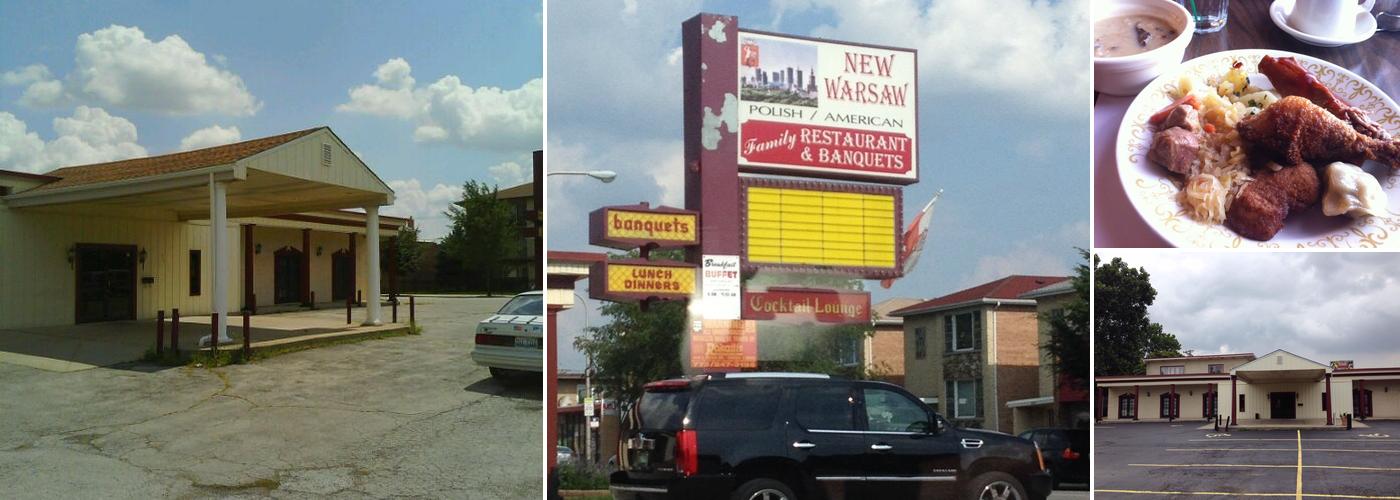 NEW
WARSAW
POLISH / AMERICAN
Family RESTAURANT
& BANQUETS
banquets
LUNCH
DINNERS
Breakfast
BUFFET
Cocktail Lounge